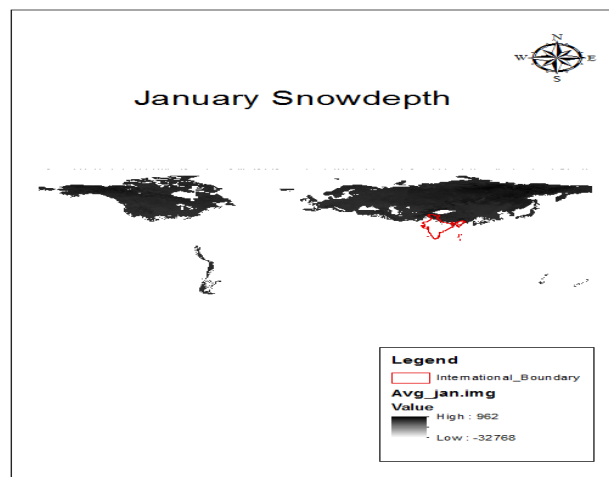 N
W E
S
January Snowdepth
Legend
International_Boundary
Avg_jan.img
Value
High : 962
Low : -32768